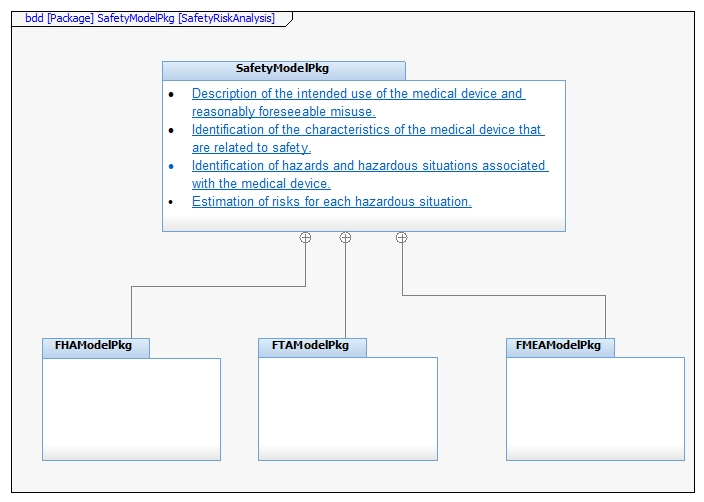 bdd [Package] SafetyModelPkg [SafetyRiskAnalysis]
SafetyModelPkg
• Description of the intended use of the medical device and
reasonably foreseeable misuse.
• Identification of the characteristics of the medical device that
are related to safety.
• Identification of hazards and hazardous situations associated
with the medical device.
• Estimation of risks for each hazardous situation.
FHAModelPkg
FTAModelPkg
FMEAModelPkg